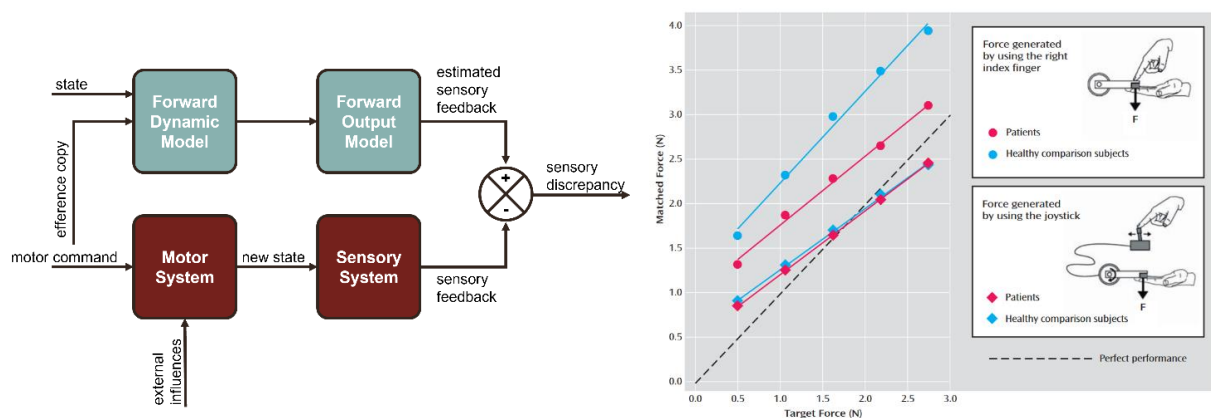 state
Forward
Dynamic
Model
Forward
Output
Model
estimated
sensory
feedback
efference copy
+
-
sensory
discrepancy
motor command
Motor
System
new state
Sensory
System
sensory
feedback
external
influences
Matched Force (N)
4.0
3.5
3.0
2.5
2.0
1.5
1.0
0.5
0.0
0.0
0.5
1.0
1.5
2.0
2.5
3.0
Target Force (N)
Force generated
by using the right
index finger
F
Patients
Healthy comparison subjects
Force generated
by using the joystick
F
Patients
Healthy comparison subjects
Perfect performance